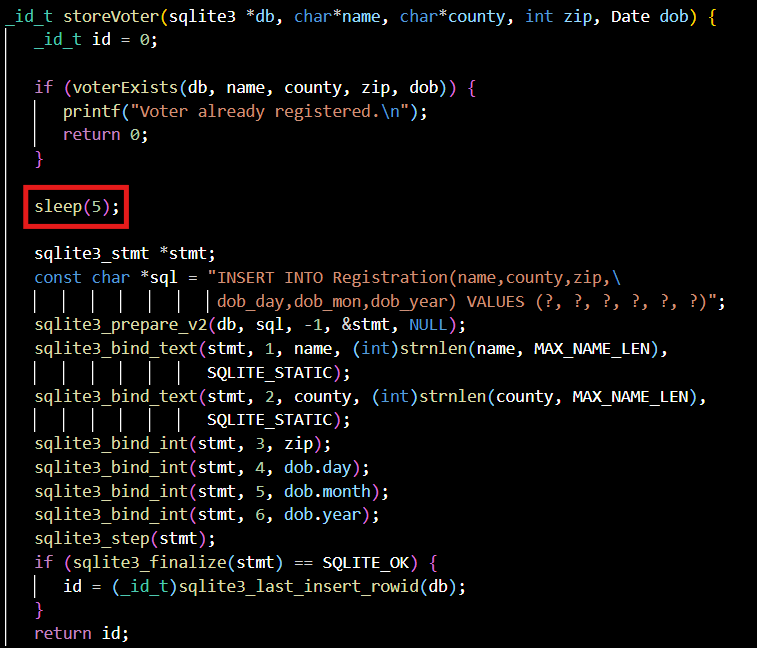 _id_t storeVoter(sqlite3 *db, char*name, char*county, int zip, Date dob) {
_id_t id = 0;
if (voterExists(db, name, county, zip, dob)) {
printf("Voter already registered.\n");
return 0;
}
sleep(5);
sqlite3_stmt *stmt;
const char *sql = "INSERT INTO Registration(name,county,zip,\
dob_day,dob_mon,dob_year) VALUES (?, ?, ?, ?, ?, ?)";
sqlite3_prepare_v2(db, sql, -1, &stmt, NULL);
sqlite3_bind_text(stmt, 1, name, (int)strnlen(name, MAX_NAME_LEN),
SQLITE_STATIC);
sqlite3_bind_text(stmt, 2, county, (int)strnlen(county, MAX_NAME_LEN),
SQLITE_STATIC);
sqlite3_bind_int(stmt, 3, zip);
sqlite3_bind_int(stmt, 4, dob.day);
sqlite3_bind_int(stmt, 5, dob.month);
sqlite3_bind_int(stmt, 6, dob.year);
sqlite3_step(stmt);
if (sqlite3_finalize(stmt) == SQLITE_OK) {
id = (_id_t)sqlite3_last_insert_rowid(db);
}
return id;